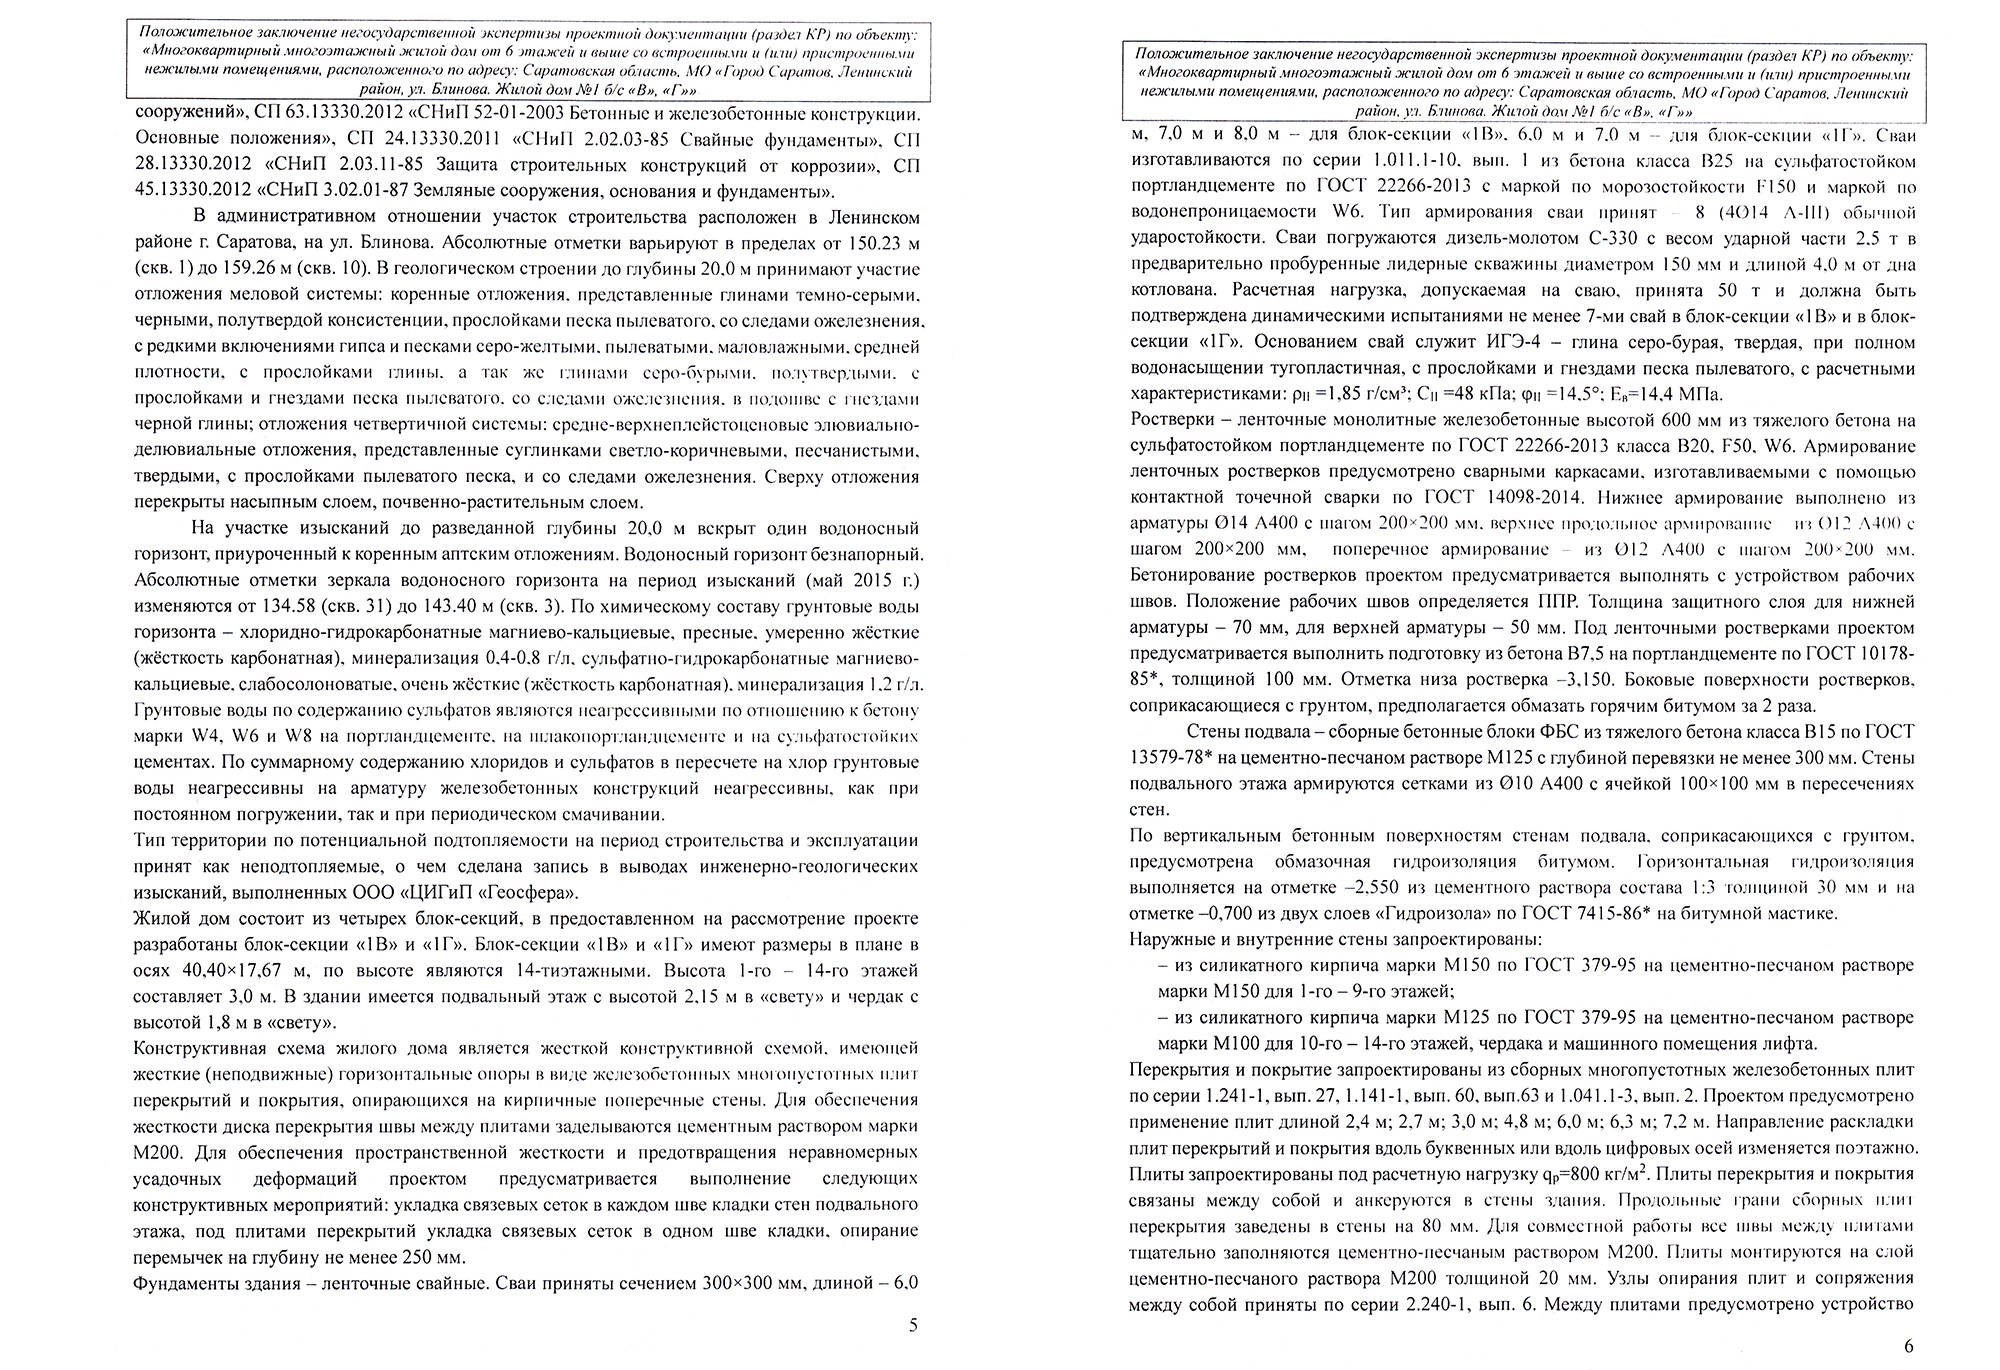 Положительное заключение негосударственной экспертизы проектной документации (раздел КР) по объекту:
«Многоквартирный многоэтажный жилой дом от 6 этажей и выше со встроенными и (или) пристроенными
нежилыми помещениями, расположенного по адресу: Саратовская область, МО «Город Саратов, Ленинский
район, ул. Блинова. Жилой дом №1 б/с «В», «Г»»
сооружений», СП 63.13330.2012 «СНиП 52-01-2003 Бетонные и железобетонные конструкции.
Основные положения», СП 24.13330.2011 «СНиП 2.02.03-85 Свайные фундаменты», СП
28.13330.2012 «СНиП 2.03.11-85 Защита строительных конструкций от коррозии», СП
45.13330.2012 «СНиП 3.02.01-87 Земляные сооружения, основания и фундаменты».
В административном отношении участок строительства расположен в Ленинском
районе г. Саратова, на ул. Блинова. Абсолютные отметки варьируют в пределах от 150.23 м
(скв. 1) до 159.26 м (скв. 10). В геологическом строении до глубины 20,0 м принимают участие
отложения меловой системы: коренные отложения, представленные глинами темно-серыми,
черными, полутвердой консистенции, прослойками песка пылеватого, со следами ожелезнения,
с редкими включениями гипса и песками серо-желтыми, пылеватыми, маловлажными, средней
плотности, с прослойками глины, а так же глинами серо-бурыми, полутвердыми, с
прослойками и гнездами песка пылеватого, со следами ожелезнения, в подошве с гнездами
черной глины; отложения четвертичной системы: средне-верхнеплейстоценовые элювиально-
делювиальные отложения, представленные суглинками светло-коричневыми, песчанистыми,
твердыми, с прослойками пылеватого песка, и со следами ожелезнения. Сверху отложения
перекрыты насыпным слоем, почвенно-растительным слоем.
На участке изысканий до разведанной глубины 20,0 м вскрыт один водоносный
горизонт, приуроченный к коренным аптским отложениям. Водоносный горизонт безнапорный.
Абсолютные отметки зеркала водоносного горизонта на период изысканий (май 2015 г.)
изменяются от 134.58 (скв. 31) до 143.40 м (скв. 3). По химическому составу грунтовые воды
горизонта – хлоридно-гидрокарбонатные магниево-кальциевые, пресные, умеренно жёсткие
(жёсткость карбонатная), минерализация 0,4-0,8 г/л, сульфатно-гидрокарбонатные магниево-
кальциевые, слабосолоноватые, очень жёсткие (жёсткость карбонатная), минерализация 1,2 г/л.
Грунтовые воды по содержанию сульфатов являются неагрессивными по отношению к бетону
марки W4, W6 и W8 на портландцементе, на шлакопортландцементе и на сульфатостойких
цементах. По суммарному содержанию хлоридов и сульфатов в пересчете на хлор грунтовые
воды неагрессивны на арматуру железобетонных конструкций неагрессивны, как при
постоянном погружении, так и при периодическом смачивании.
Тип территории по потенциальной подтопляемости на период строительства и эксплуатации
принят как неподтопляемые, о чем сделана запись в выводах инженерно-геологических
изысканий, выполненных ООО «ЦИГиП «Геосфера».
Жилой дом состоит из четырех блок-секций, в предоставленном на рассмотрение проекте
разработаны блок-секции «1В» и «1Г». Блок-секции «1В» и «1Г» имеют размеры в плане в
осях 40,40×17,67 м, по высоте являются 14-тиэтажными. Высота 1-го – 14-го этажей
составляет 3,0 м. В здании имеется подвальный этаж с высотой 2,15 м в «свету» и чердак с
высотой 1,8 м в «свету».
Конструктивная схема жилого дома является жесткой конструктивной схемой, имеющей
жесткие (неподвижные) горизонтальные опоры в виде железобетонных многопустотных плит
перекрытий и покрытия, опирающихся на кирпичные поперечные стены. Для обеспечения
жесткости диска перекрытия швы между плитами заделываются цементным раствором марки
М200. Для обеспечения пространственной жесткости и предотвращения неравномерных
усадочных деформаций проектом предусматривается выполнение следующих
конструктивных мероприятий: укладка связевых сеток в каждом шве кладки стен подвального
этажа, под плитами перекрытий укладка связевых сеток в одном шве кладки, опирание
перемычек на глубину не менее 250 мм.
Фундаменты здания – ленточные свайные. Сваи приняты сечением 300×300 мм, длиной – 6,0
5
Положительное заключение негосударственной экспертизы проектной документации (раздел КР) по объекту:
«Многоквартирный многоэтажный жилой дом от 6 этажей и выше со встроенными и (или) пристроенными
нежилыми помещениями, расположенного по адресу: Саратовская область, МО «Город Саратов, Ленинский
район, ул. Блинова. Жилой дом №1 б/с «В», «Г»»
м, 7,0 м и 8,0 м – для блок-секции «1В», 6,0 м и 7,0 м – для блок-секции «1Г». Сваи
изготавливаются по серии 1.011.1-10, вып. 1 из бетона класса В25 на сульфатостойком
портландцементе по ГОСТ 22266-2013 с маркой по морозостойкости F150 и маркой по
водонепроницаемости W6. Тип армирования сваи принят – 8 (4Ø14 А-III) обычной
ударостойкости. Сваи погружаются дизель-молотом С-330 с весом ударной части 2,5 т в
предварительно пробуренные лидерные скважины диаметром 150 мм и длиной 4,0 м от дна
котлована. Расчетная нагрузка, допускаемая на сваю, принята 50 т и должна быть
подтверждена динамическими испытаниями не менее 7-ми свай в блок-секции «1В» и в блок-
секции «1Г». Основанием свай служит ИГЭ-4 – глина серо-бурая, твердая, при полном
водонасыщении тугопластичная, с прослойками и гнездами песка пылеватого, с расчетными
характеристиками: ρII =1,85 г/см³; СII =48 кПа; φII =14,5°; Ев=14,4 МПа.
Ростверки – ленточные монолитные железобетонные высотой 600 мм из тяжелого бетона на
сульфатостойком портландцементе по ГОСТ 22266-2013 класса В20, F50, W6. Армирование
ленточных ростверков предусмотрено сварными каркасами, изготавливаемыми с помощью
контактной точечной сварки по ГОСТ 14098-2014. Нижнее армирование выполнено из
арматуры Ø14 А400 с шагом 200×200 мм, верхнее продольное армирование из Ø12 А400 с
шагом 200×200 мм, поперечное армирование – из Ø12 А400 с шагом 200×200 мм.
Бетонирование ростверков проектом предусматривается выполнять с устройством рабочих
швов. Положение рабочих швов определяется ППР. Толщина защитного слоя для нижней
арматуры – 70 мм, для верхней арматуры – 50 мм. Под ленточными ростверками проектом
предусматривается выполнить подготовку из бетона В7,5 на портландцементе по ГОСТ 10178-
85*, толщиной 100 мм. Отметка низа ростверка –3,150. Боковые поверхности ростверков,
соприкасающиеся с грунтом, предполагается обмазать горячим битумом за 2 раза.
Стены подвала – сборные бетонные блоки ФБС из тяжелого бетона класса В15 по ГОСТ
13579-78* на цементно-песчаном растворе М125 с глубиной перевязки не менее 300 мм. Стены
подвального этажа армируются сетками из Ø10 А400 с ячейкой 100×100 мм в пересечениях
стен.
По вертикальным бетонным поверхностям стенам подвала, соприкасающихся с грунтом,
предусмотрена обмазочная гидроизоляция битумом. Горизонтальная гидроизоляция
выполняется на отметке –2,550 из цементного раствора состава 1:3 толщиной 30 мм и на
отметке –0,700 из двух слоев «Гидроизола» по ГОСТ 7415-86* на битумной мастике.
Наружные и внутренние стены запроектированы:
– из силикатного кирпича марки М150 по ГОСТ 379-95 на цементно-песчаном растворе
марки М150 для 1-го – 9-го этажей;
– из силикатного кирпича марки М125 по ГОСТ 379-95 на цементно-песчаном растворе
марки М100 для 10-го – 14-го этажей, чердака и машинного помещения лифта.
Перекрытия и покрытие запроектированы из сборных многопустотных железобетонных плит
по серии 1.241-1, вып. 27, 1.141-1, вып. 60, вып.63 и 1.041.1-3, вып. 2. Проектом предусмотрено
применение плит длиной 2,4 м; 2,7 м; 3,0 м; 4,8 м; 6,0 м; 6,3 м; 7,2 м. Направление раскладки
плит перекрытий и покрытия вдоль буквенных или вдоль цифровых осей изменяется поэтажно.
Плиты запроектированы под расчетную нагрузку qр=800 кг/м². Плиты перекрытия и покрытия
связаны между собой и анкеруются в стены здания. Продольные грани сборных плит
перекрытия заведены в стены на 80 мм. Для совместной работы все швы между плитами
тщательно заполняются цементно-песчаным раствором М200. Плиты монтируются на слой
цементно-песчаного раствора М200 толщиной 20 мм. Узлы опирания плит и сопряжения
между собой приняты по серии 2.240-1, вып. 6. Между плитами предусмотрено устройство
6